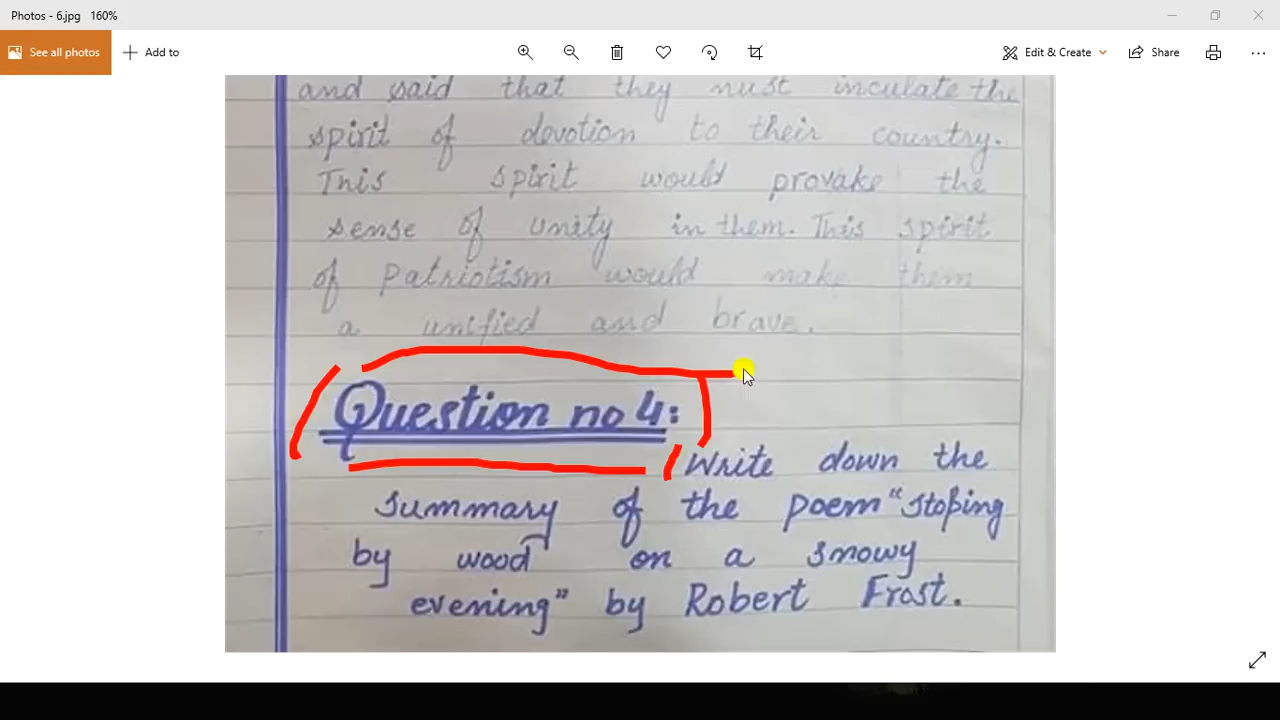 Photos - 6.jpg 160%
See all photos
Add to
Edit & Create
Share
and said that they must inculate the
spirit of devotion to their country.
This spirit would provake the
sense of unity in them. This spirit
of patriotism would make them
a unified and brave.
Question no 4:
Write down the
summary of the poem "stoping
by wood on a snowy
evening" by Robert Frost.